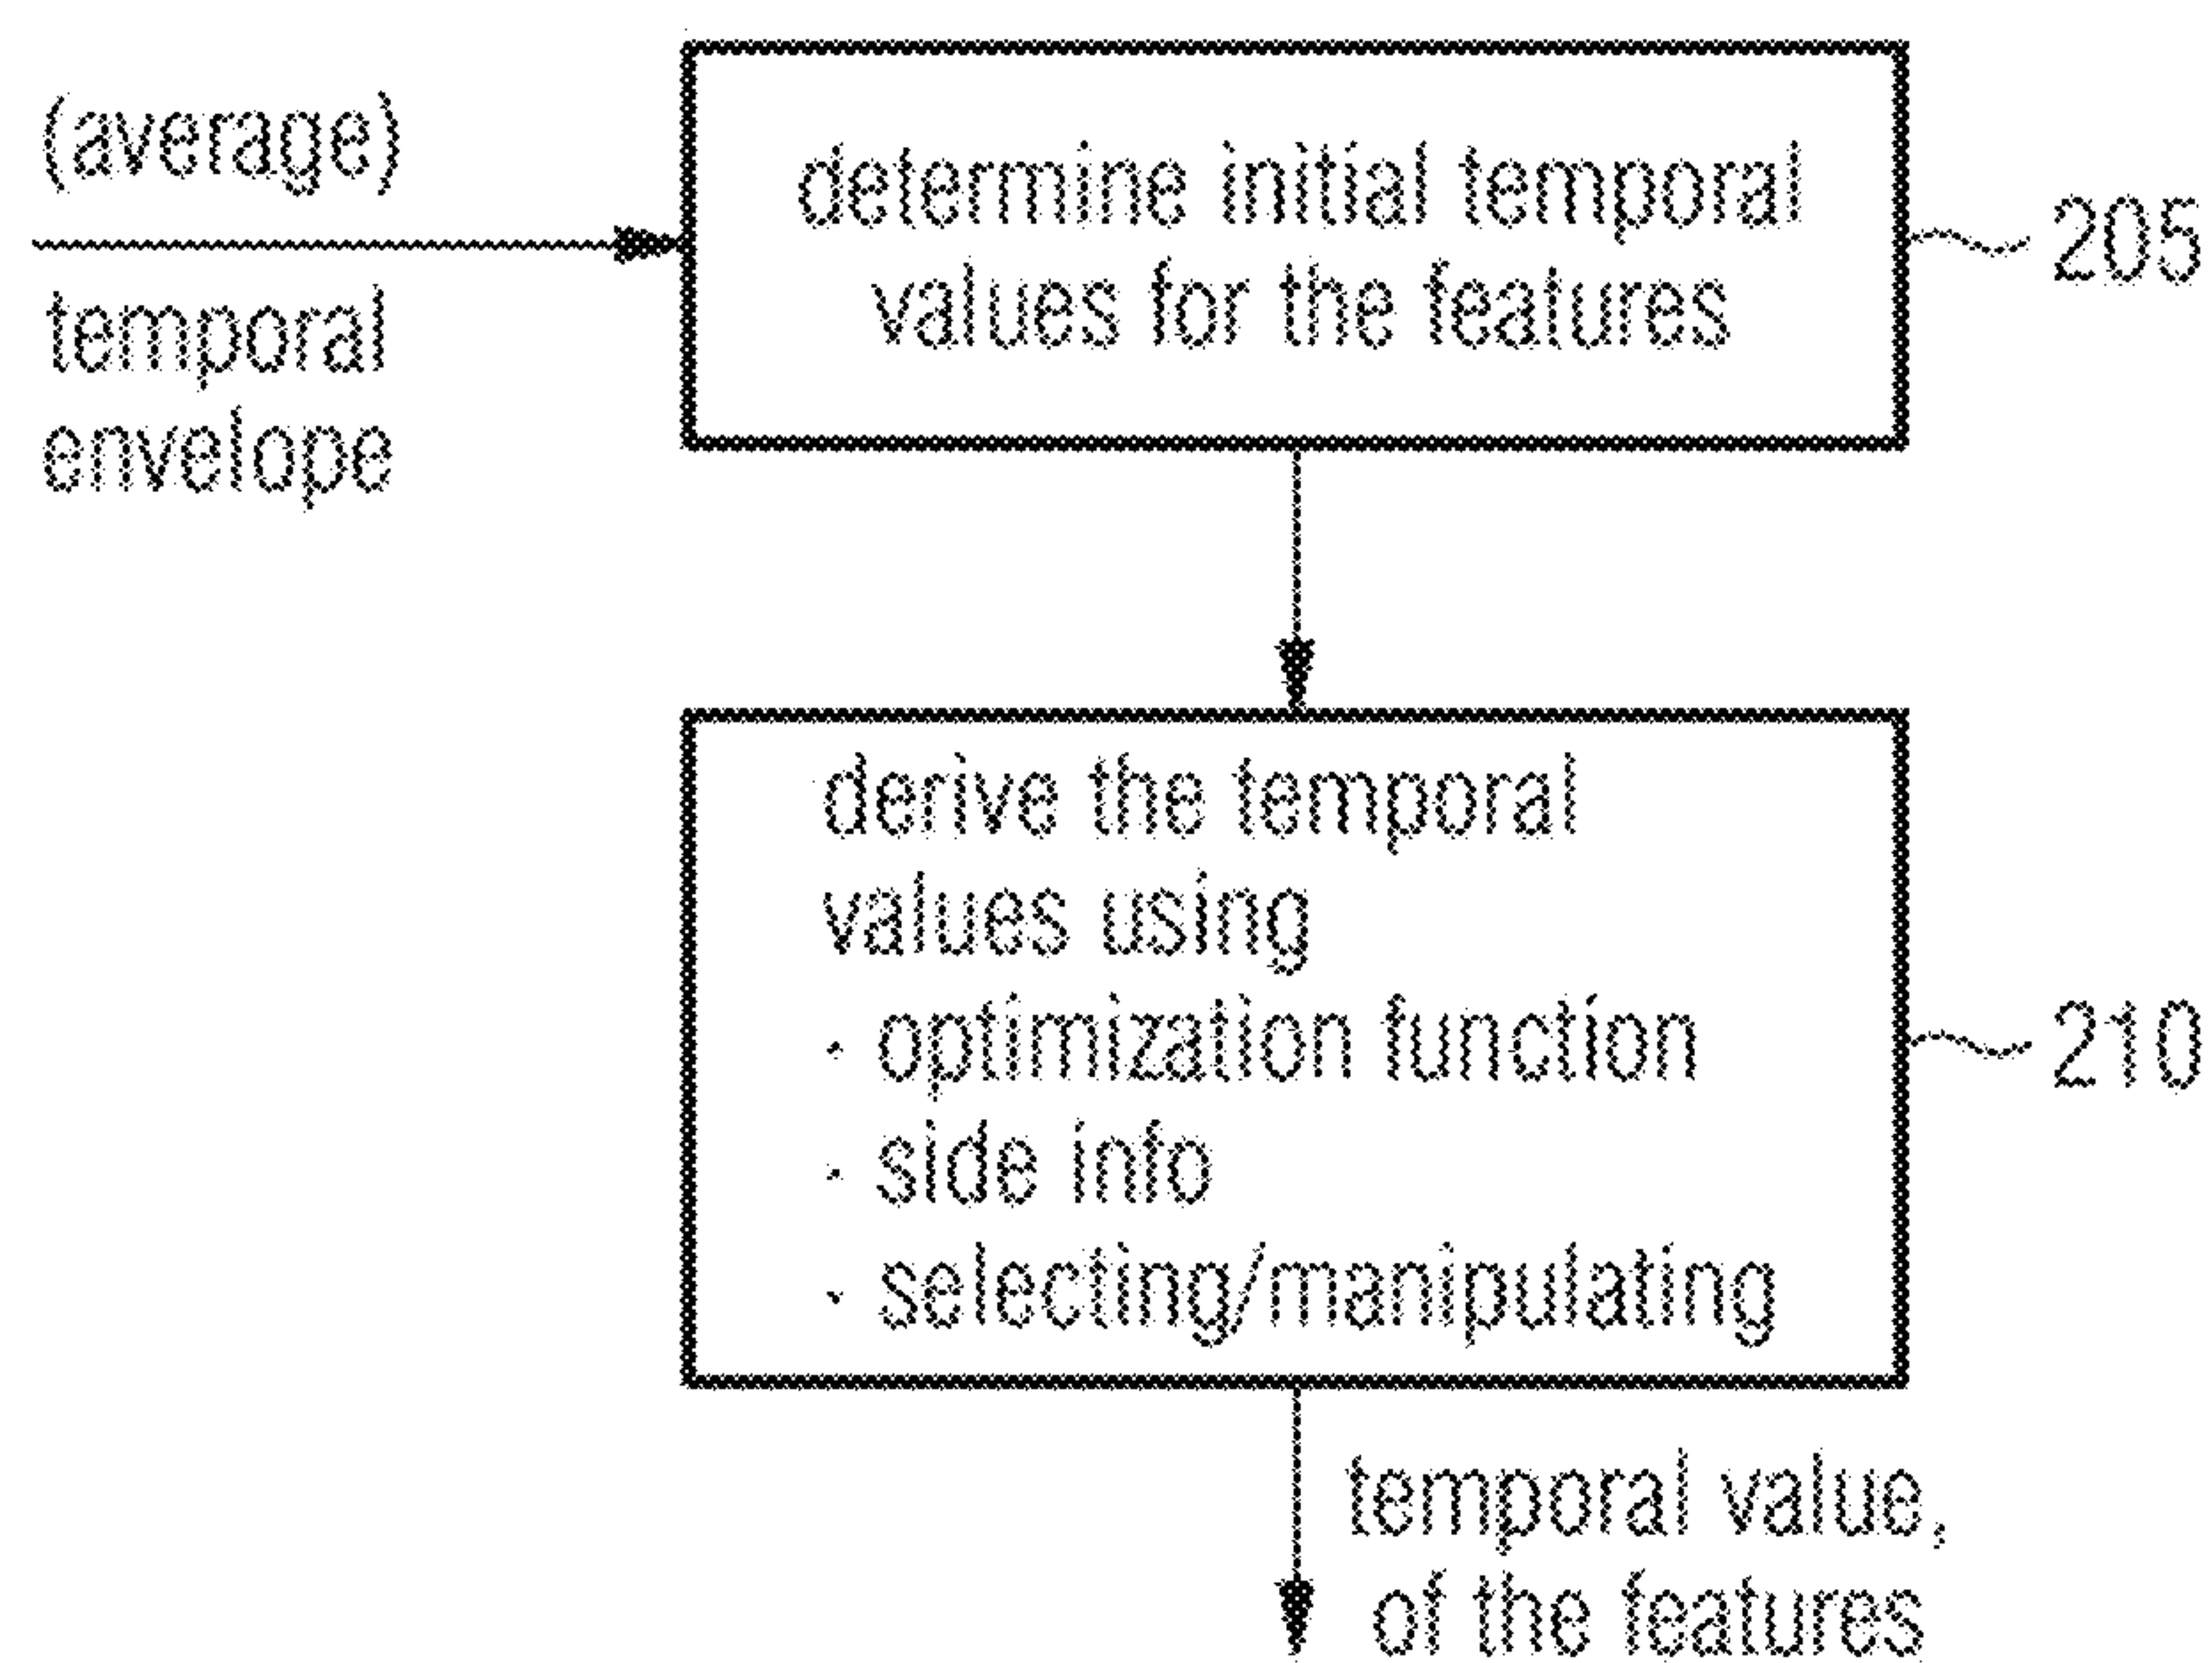 (average)
temporal
envelope
determine initial temporal
values for the features
205
derive the temporal
values using
· optimization function
· side info
· selecting/manipulating
210
temporal value,
of the features